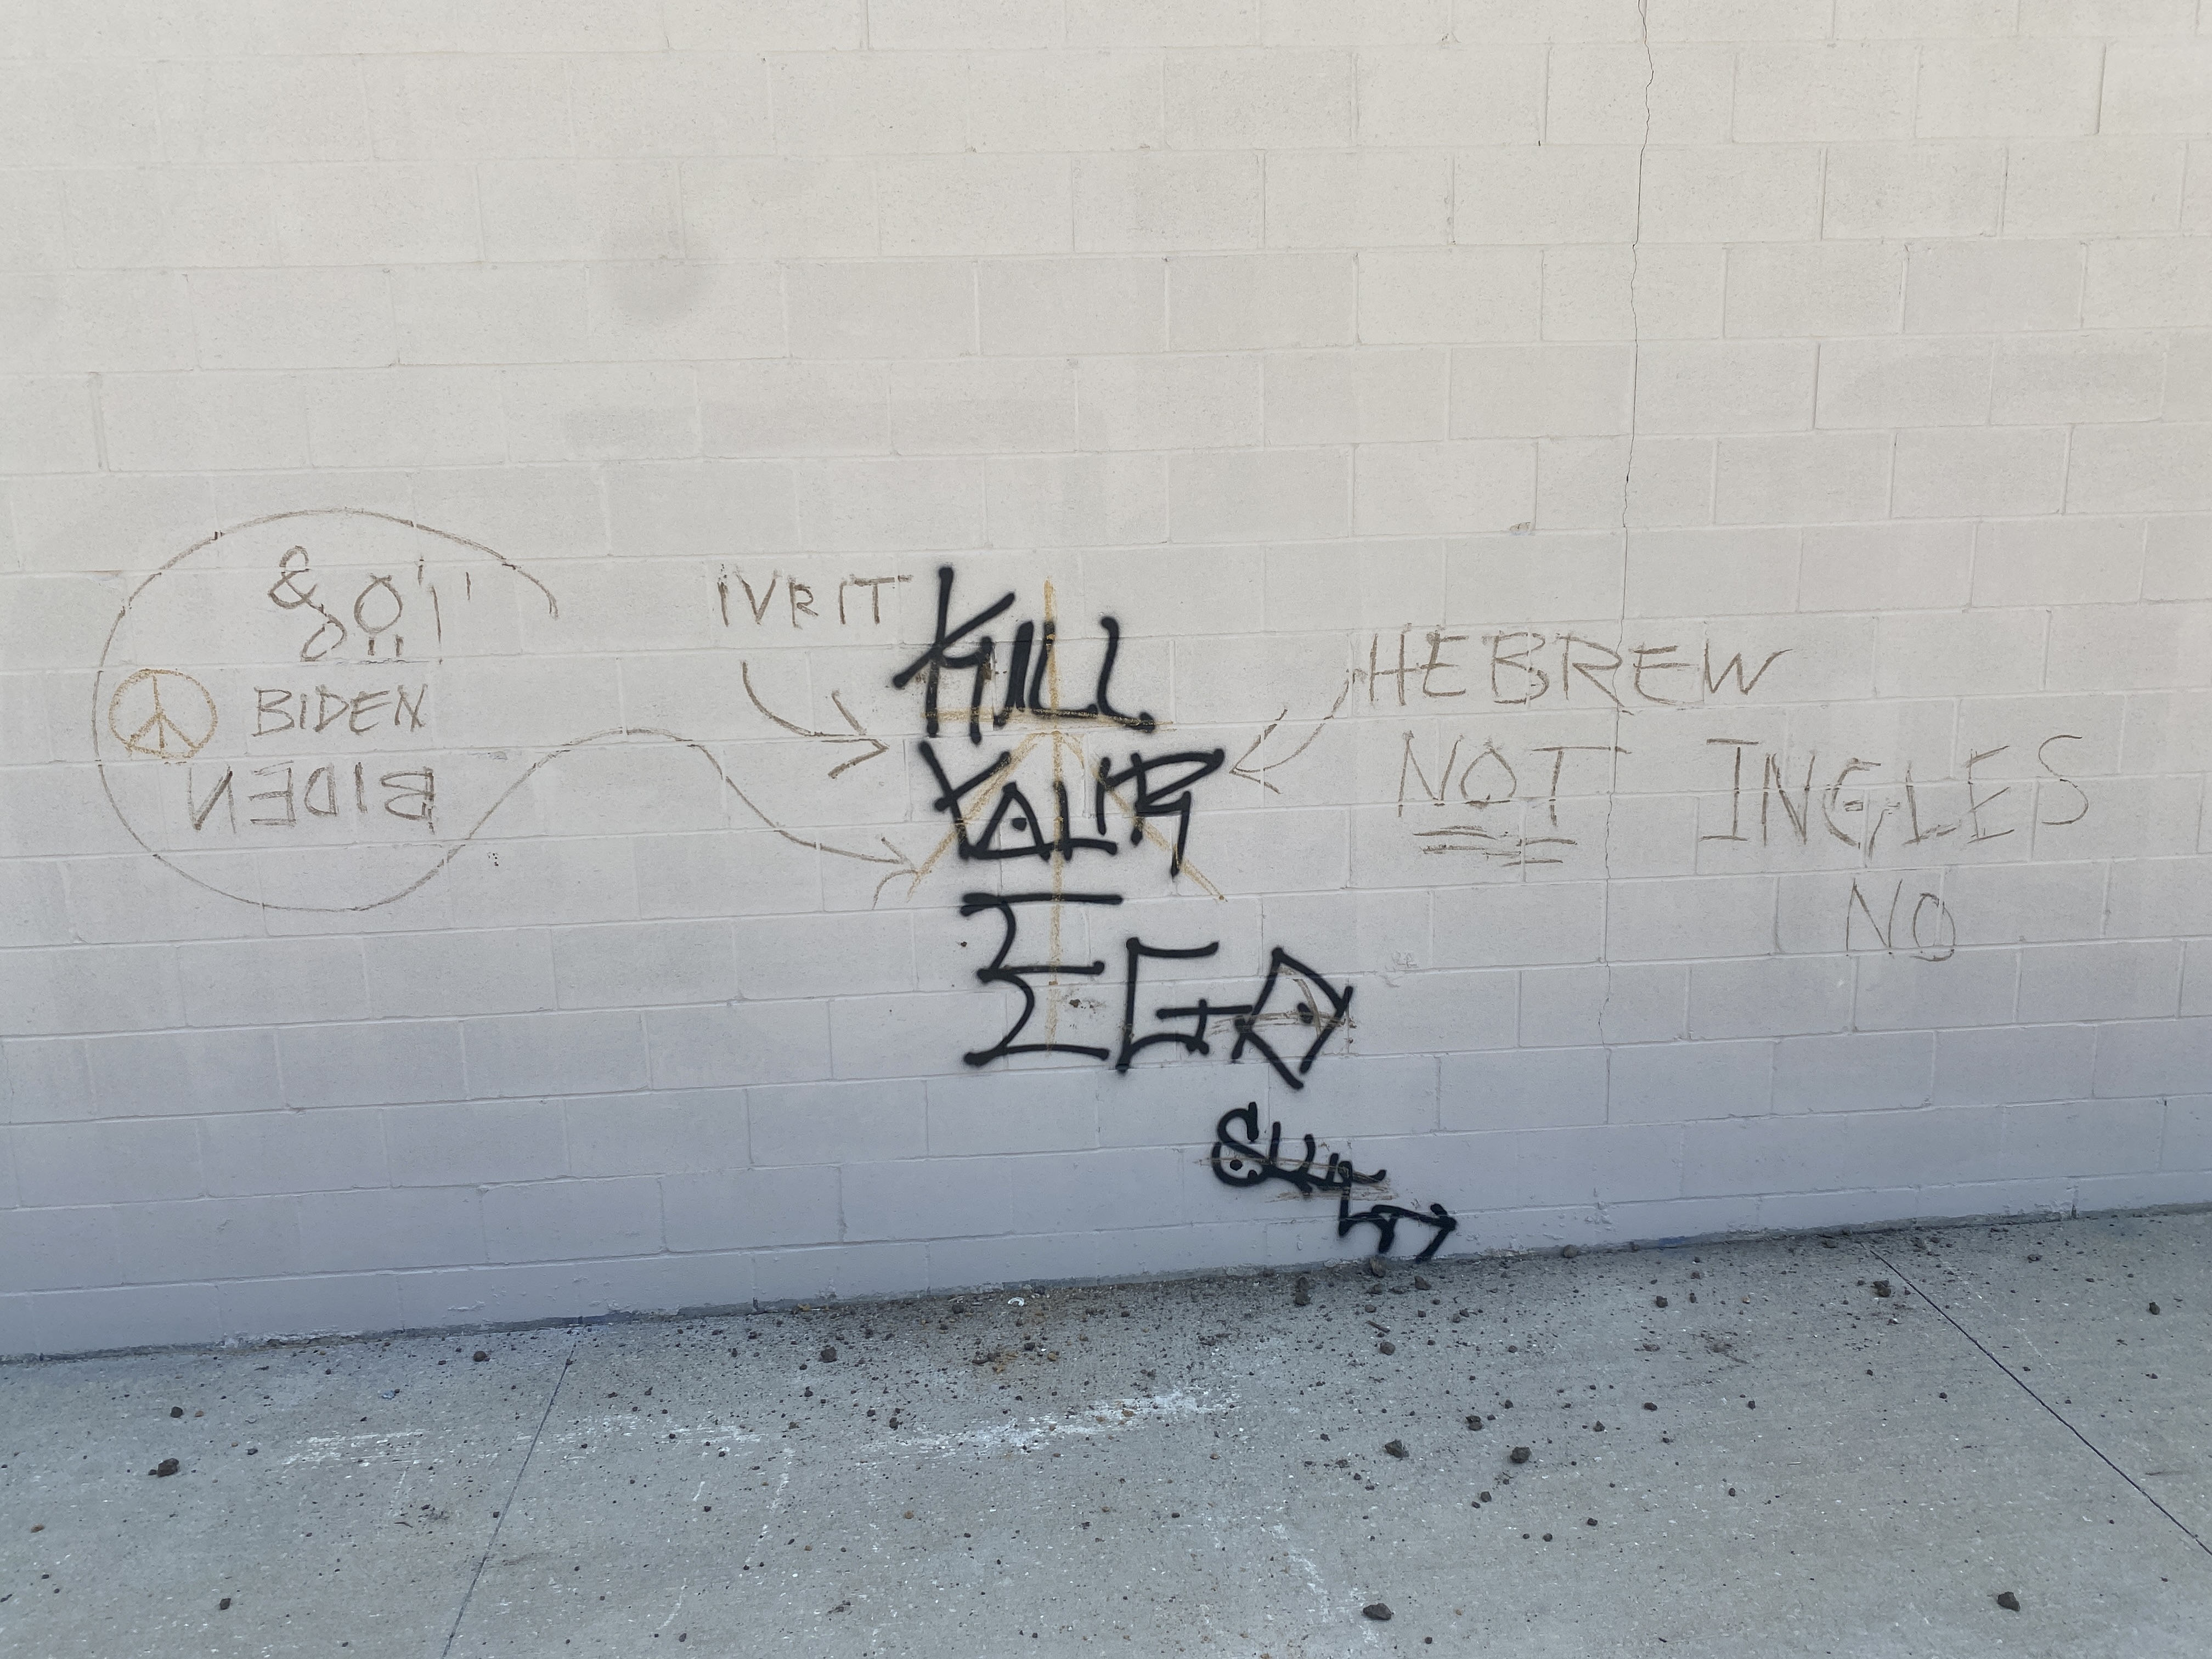 &
BIDEN
BIDEN
IVRIT
KILL
YOUR
EGO
HEBREW
NOT INGLES
NO